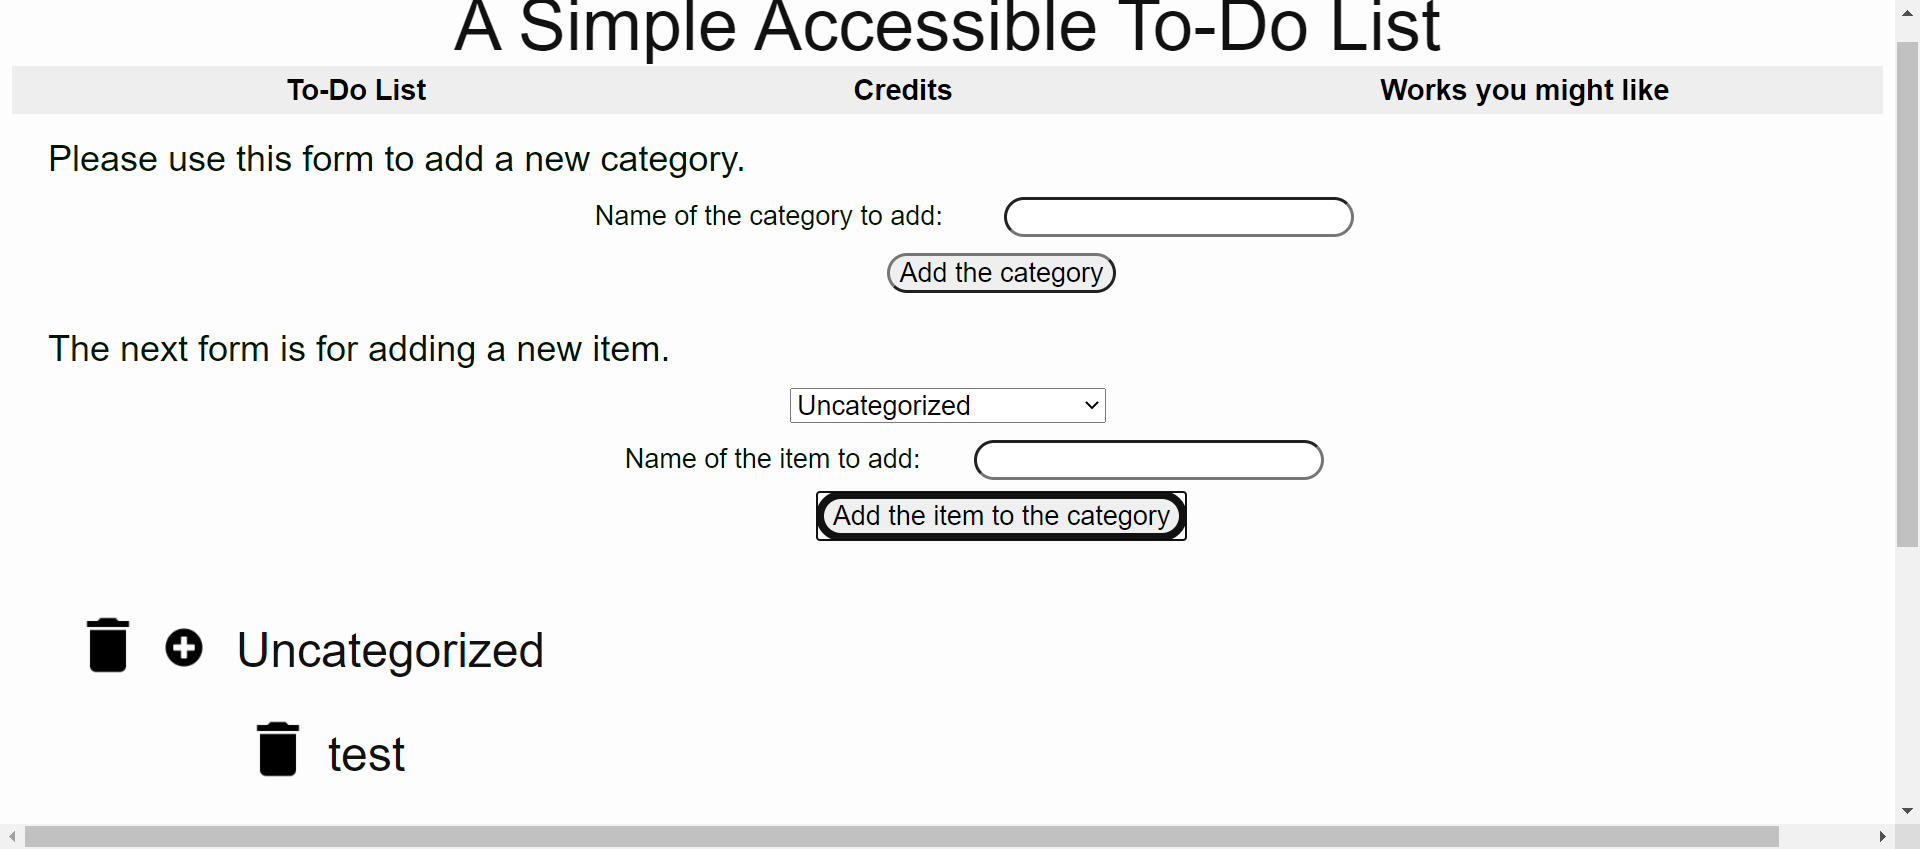 A Simple Accessible To-Do List
To-Do List Credits Works you might like
Please use this form to add a new category.
Name of the category to add:
Add the category
The next form is for adding a new item.
Uncategorized
Name of the item to add:
Add the item to the category
Uncategorized
test